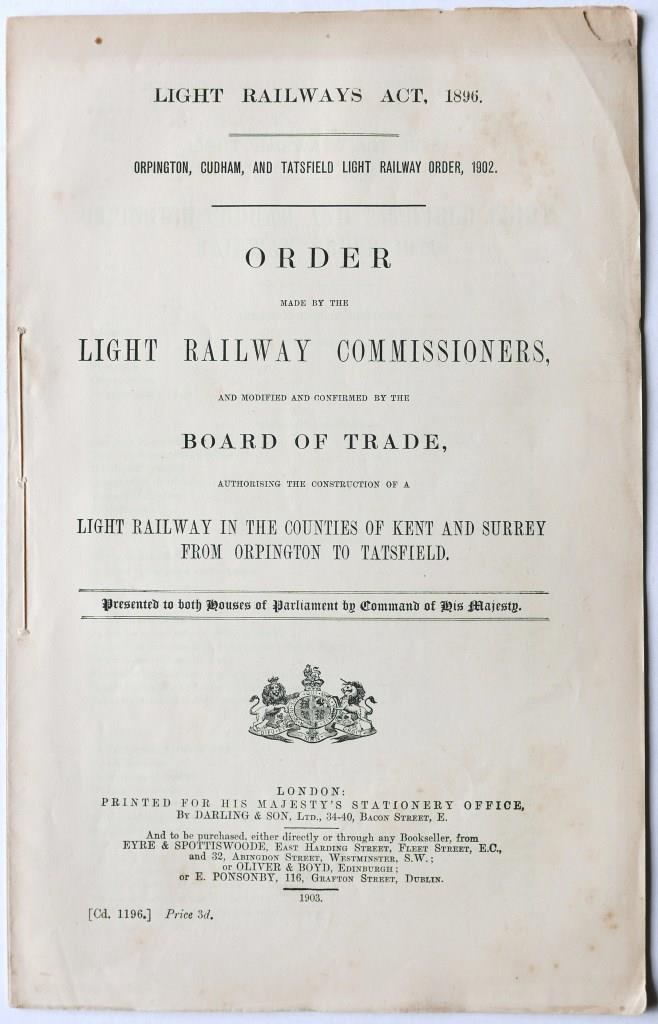 LIGHT RAILWAYS ACT, 1896.
ORPINGTON, CUDHAM, AND TATSFIELD LIGHT RAILWAY ORDER, 1902.
ORDER
MADE BY THE
LIGHT RAILWAY COMMISSIONERS,
AND MODIFIED AND CONFIRMED BY THE
BOARD OF TRADE,
AUTHORISING THE CONSTRUCTION OF A
LIGHT RAILWAY IN THE COUNTIES OF KENT AND SURREY
FROM ORPINGTON TO TATSFIELD.
Presented to both Houses of Parliament by Command of His Majesty.
LONDON:
PRINTED FOR HIS MAJESTY'S STATIONERY OFFICE,
BY DARLING & SON, LTD., 34-40, BACON STREET, E.
And to be purchased, either directly or through any Bookseller, from
EYRE & SPOTTISWOODE, EAST HARDING STREET, FLEET STREET, E.C.,
and 32, ABINGDON STREET, WESTMINSTER, S.W.;
or OLIVER & BOYD, EDINBURGH;
or E. PONSONBY, 116, GRAFTON STREET, DUBLIN.
1903.
[Cd. 1196.] Price 3d.